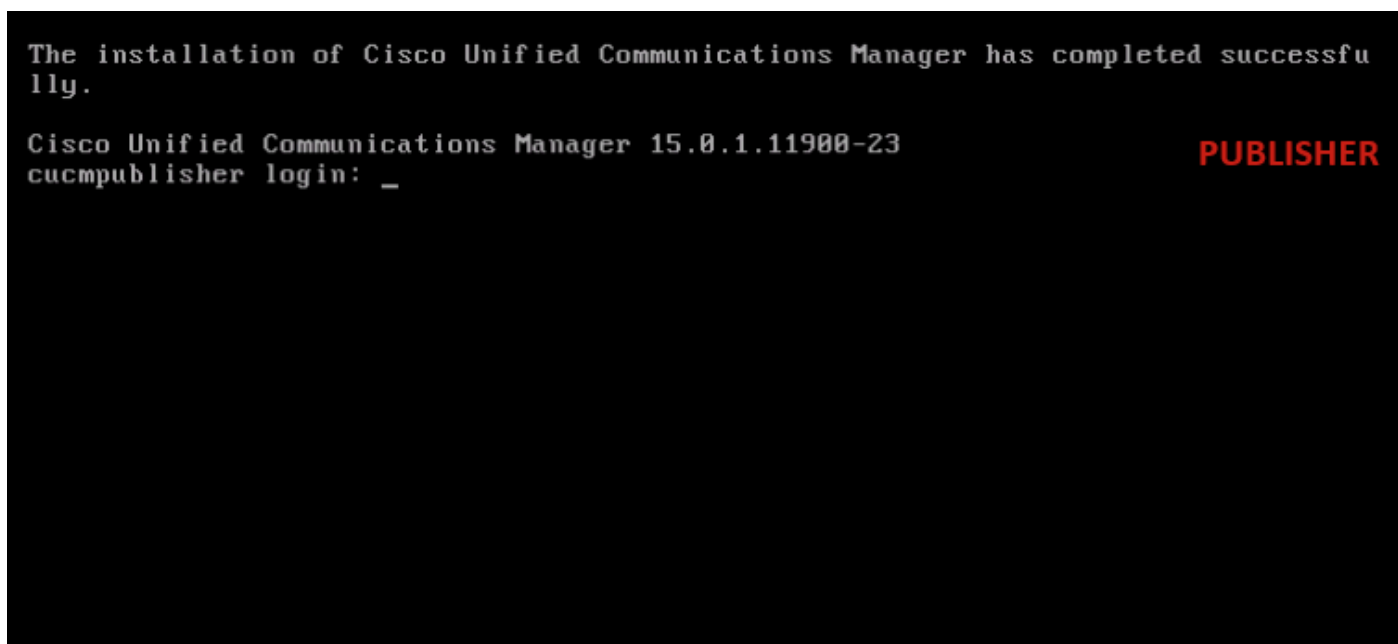 The installation of Cisco Unified Communications Manager has completed successfu
lly.
Cisco Unified Communications Manager 15.0.1.11900-23
PUBLISHER
cucmpublisher login: _